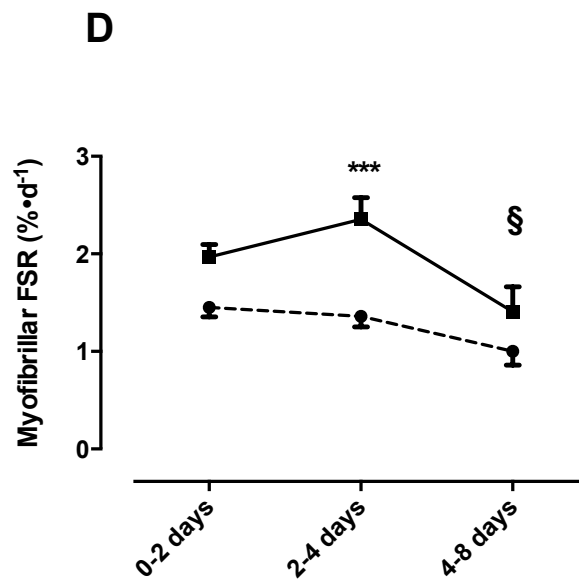 D
Myofibrillar FSR (%•d-1)
3
2
1
0
***
§
0-2 days
2-4 days
4-8 days